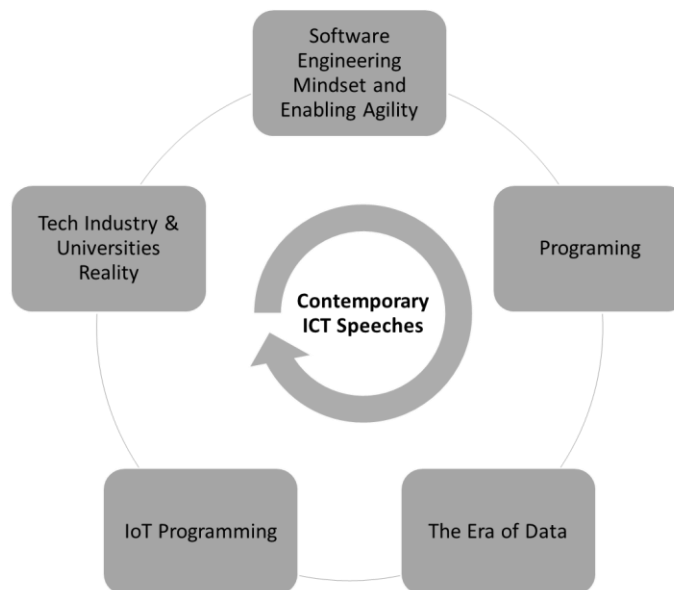 Software
Engineering
Mindset and
Enabling Agility
Tech Industry &
Universities
Reality
Programing
Contemporary
ICT Speeches
IoT Programming
The Era of Data